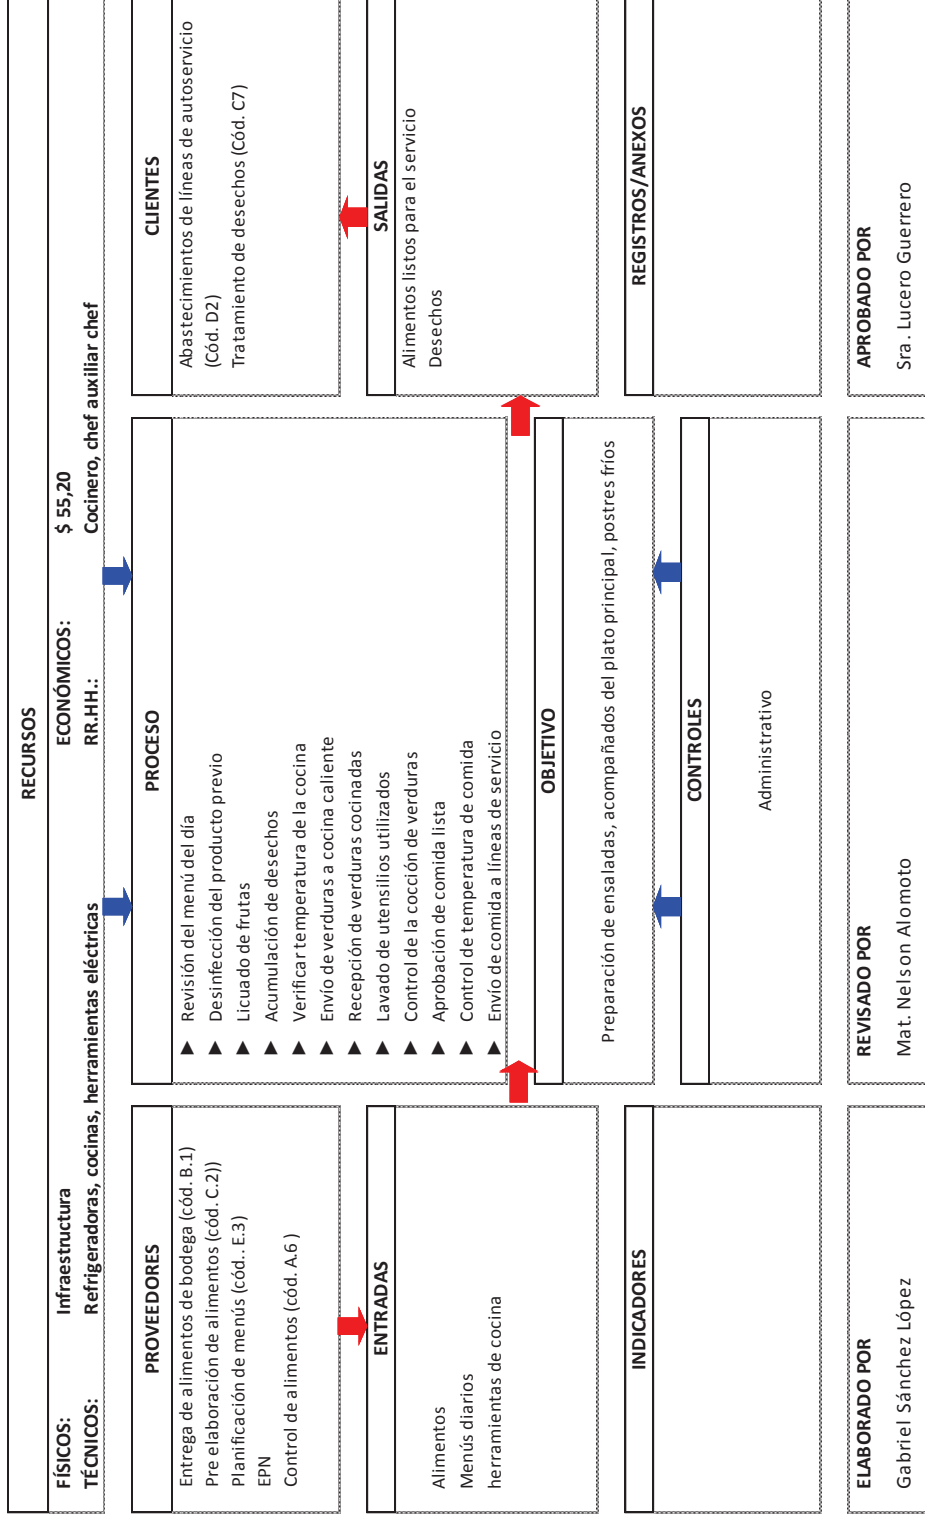 RECURSOS
FÍSICOS: Infraestructura ECONÓMICOS: $ 55,20
TÉCNICOS: Refrigeradoras, cocinas, herramientas eléctricas RR.HH.: Cocinero, chef auxiliar chef
PROVEEDORES
Entrega de alimentos de bodega (cód. B.1)
Pre elaboración de alimentos (cód. C.2))
Planificación de menús (cód.. E.3)
EPN
Control de alimentos (cód. A.6 )
PROCESO
▲ Revisión del menú del día
▲ Desinfección del producto previo
▲ Licuado de frutas
▲ Acumulación de desechos
▲ Verificar temperatura de la cocina
▲ Envío de verduras a cocina caliente
▲ Recepción de verduras cocinadas
▲ Lavado de utensilios utilizados
▲ Control de la cocción de verduras
▲ Aprobación de comida lista
▲ Control de temperatura de comida
▲ Envío de comida a líneas de servicio
CLIENTES
Abastecimientos de líneas de autoservicio
(Cód. D2)
Tratamiento de desechos (Cód. C7)
ENTRADAS
Alimentos
Menús diarios
herramientas de cocina
SALIDAS
Alimentos listos para el servicio
Desechos
OBJETIVO
Preparación de ensaladas, acompañados del plato principal, postres fríos
INDICADORES
CONTROLES
Administrativo
REGISTROS/ANEXOS
ELABORADO POR
Gabriel Sánchez López
REVISADO POR
Mat. Nelson Alomoto
APROBADO POR
Sra. Lucero Guerrero